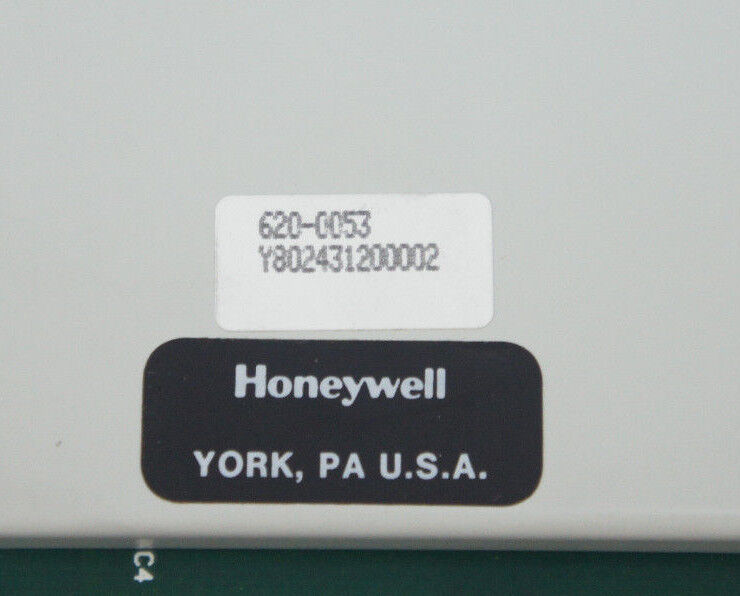 620-0053
Y802431200002
Honeywell
YORK, PA U.S.A.
C4